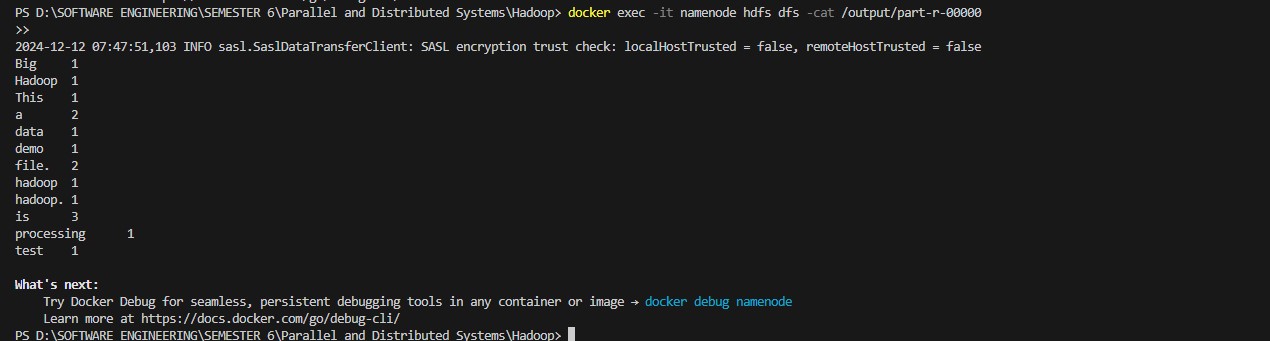 PS D:\SOFTWARE ENGINEERING\SEMESTER 6\Parallel and Distributed Systems\Hadoop> docker exec -it namenode hdfs dfs -cat /output/part-r-00000
>>
2024-12-12 07:47:51,103 INFO sasl.SaslDataTransferClient: SASL encryption trust check: localHostTrusted = false, remoteHostTrusted = false
Big 1
Hadoop 1
This 1
a 2
data 1
demo 1
file. 2
hadoop 1
hadoop. 1
is 3
processing 1
test 1
What's next:
Try Docker Debug for seamless, persistent debugging tools in any container or image → docker debug namenode
Learn more at https://docs.docker.com/go/debug-cli/
PS D:\SOFTWARE ENGINEERING\SEMESTER 6\Parallel and Distributed Systems\Hadoop>